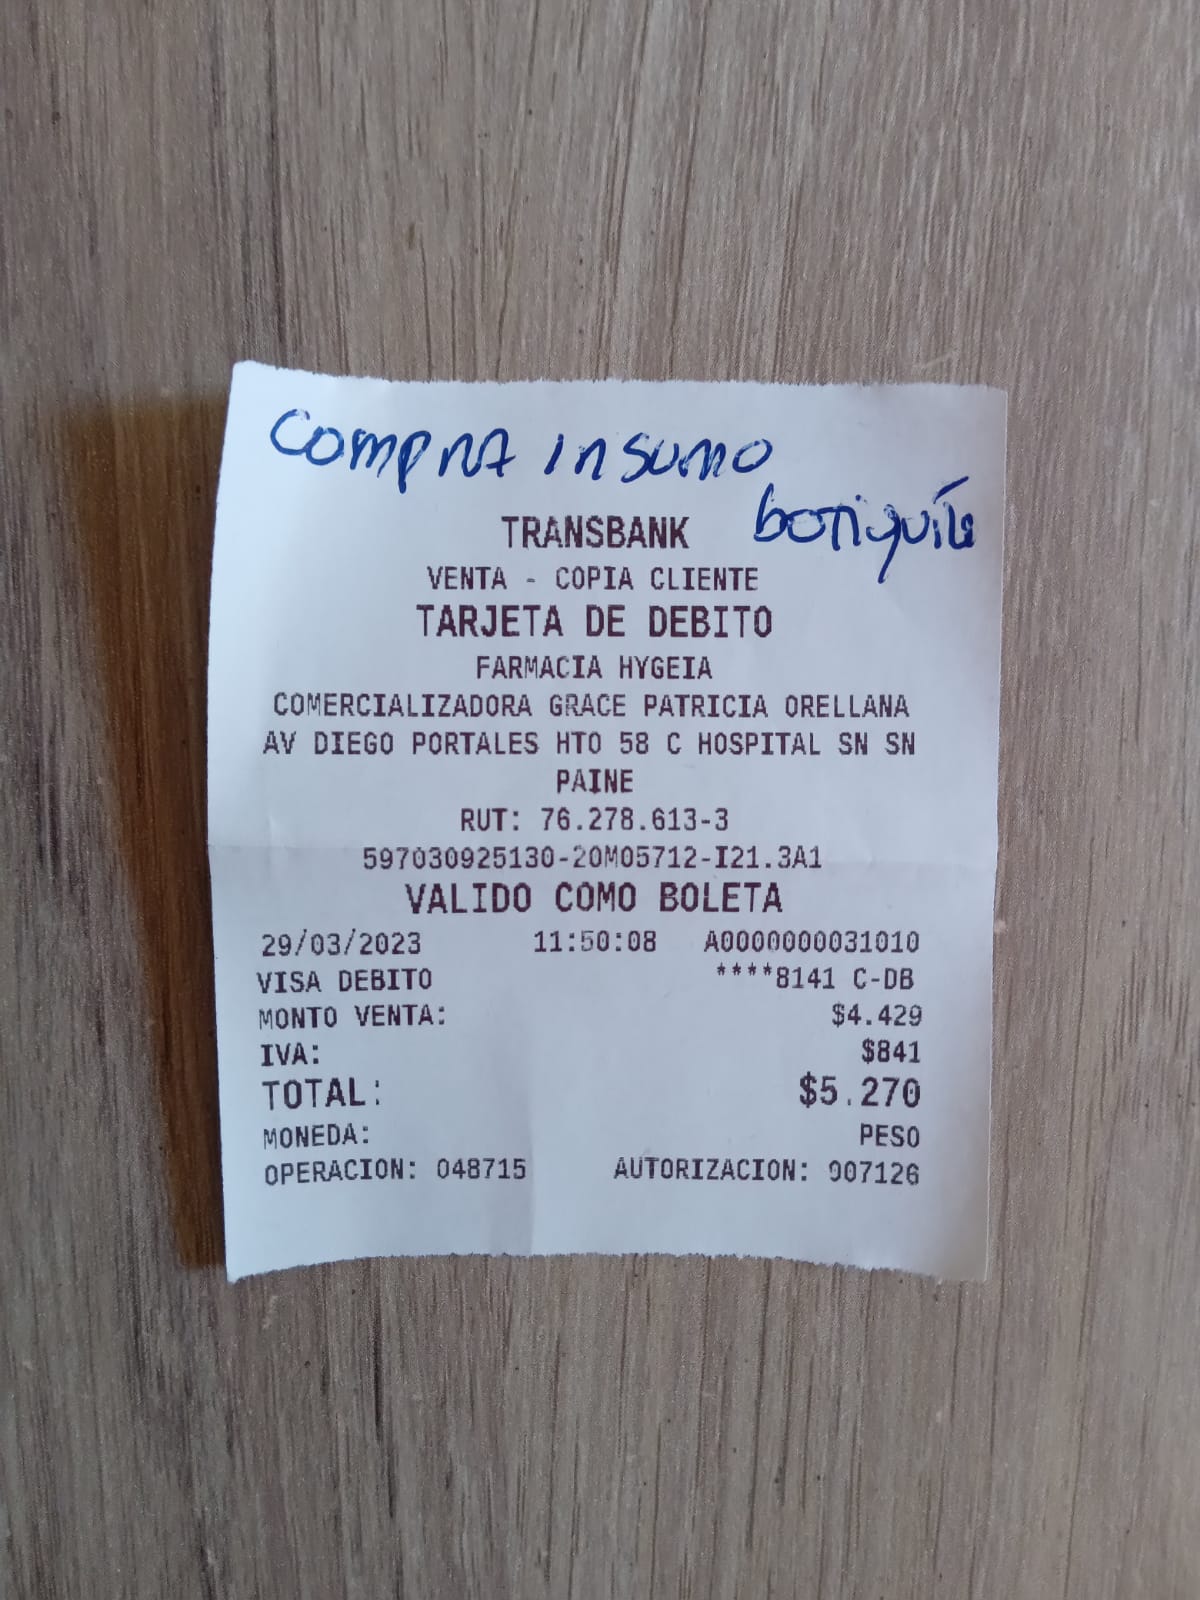 compra insumo
botiquín
TRANSBANK
VENTA - COPIA CLIENTE
TARJETA DE DEBITO
FARMACIA HYGEIA
COMERCIALIZADORA GRACE PATRICIA ORELLANA
AV DIEGO PORTALES HTO 58 C HOSPITAL SN SN
PAINE
RUT: 76.278.613-3
597030925130-20M05712-I21.3A1
VALIDO COMO BOLETA
29/03/2023 11:50:08 A0000000031010
VISA DEBITO ****8141 C-DB
MONTO VENTA: $4.429
IVA: $841
TOTAL: $5.270
MONEDA: PESO
OPERACION: 048715 AUTORIZACION: 007126